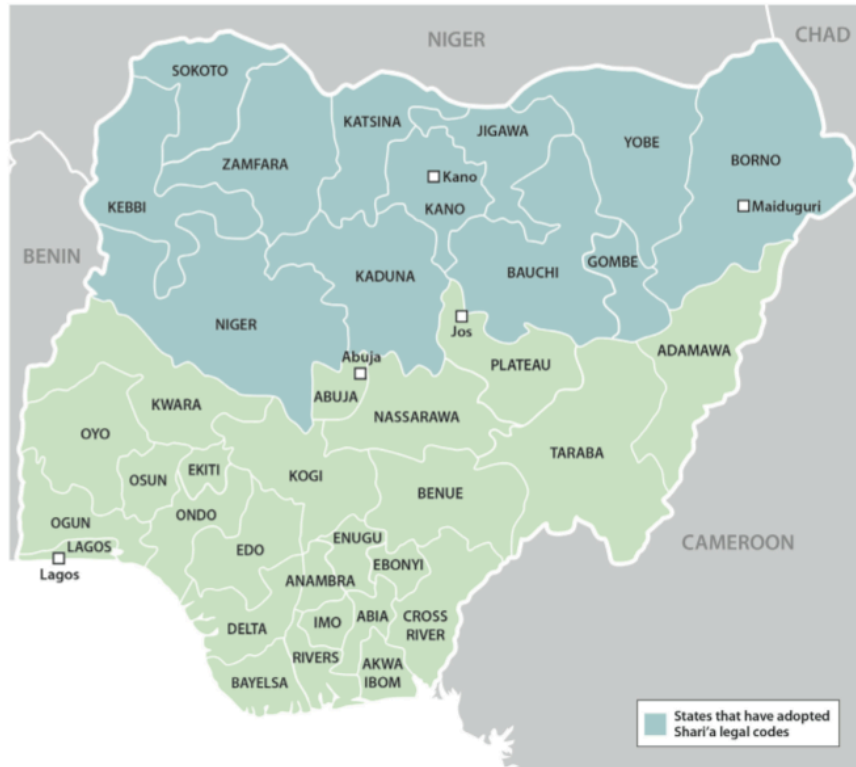 NIGER
CHAD
SOKOTO
KATSINA
JIGAWA
YOBE
ZAMFARA
BORNO
Kano
KEBBI
KANO
Maiduguri
BENIN
GOMBE
KADUNA
BAUCHI
NIGER
Jos
Abuja
ADAMAWA
PLATEAU
ABUJA
KWARA
NASSARAWA
OYO
TARABA
EKITI
OSUN
KOGI
BENUE
OGUN
ONDO
LAGOS
EDO
ENUGU
CAMEROON
Lagos
EBONYI
ANAMBRA
DELTA
IMO
ABIA
CROSS
RIVER
RIVERS
BAYELSA
AKWA
IBOM
States that have adopted
Shari'a legal codes